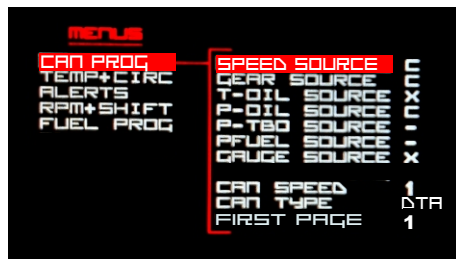 MENUS
CAN PROG
TEMP+CIRC
ALERTS
RPM+SHIFT
FUEL PROG
SPEED SOURCE C
GEAR SOURCE C
T-OIL SOURCE X
P-OIL SOURCE C
P-TBO SOURCE -
PFUEL SOURCE -
GAUGE SOURCE X
CAN SPEED 1
CAN TYPE DTA
FIRST PAGE 1